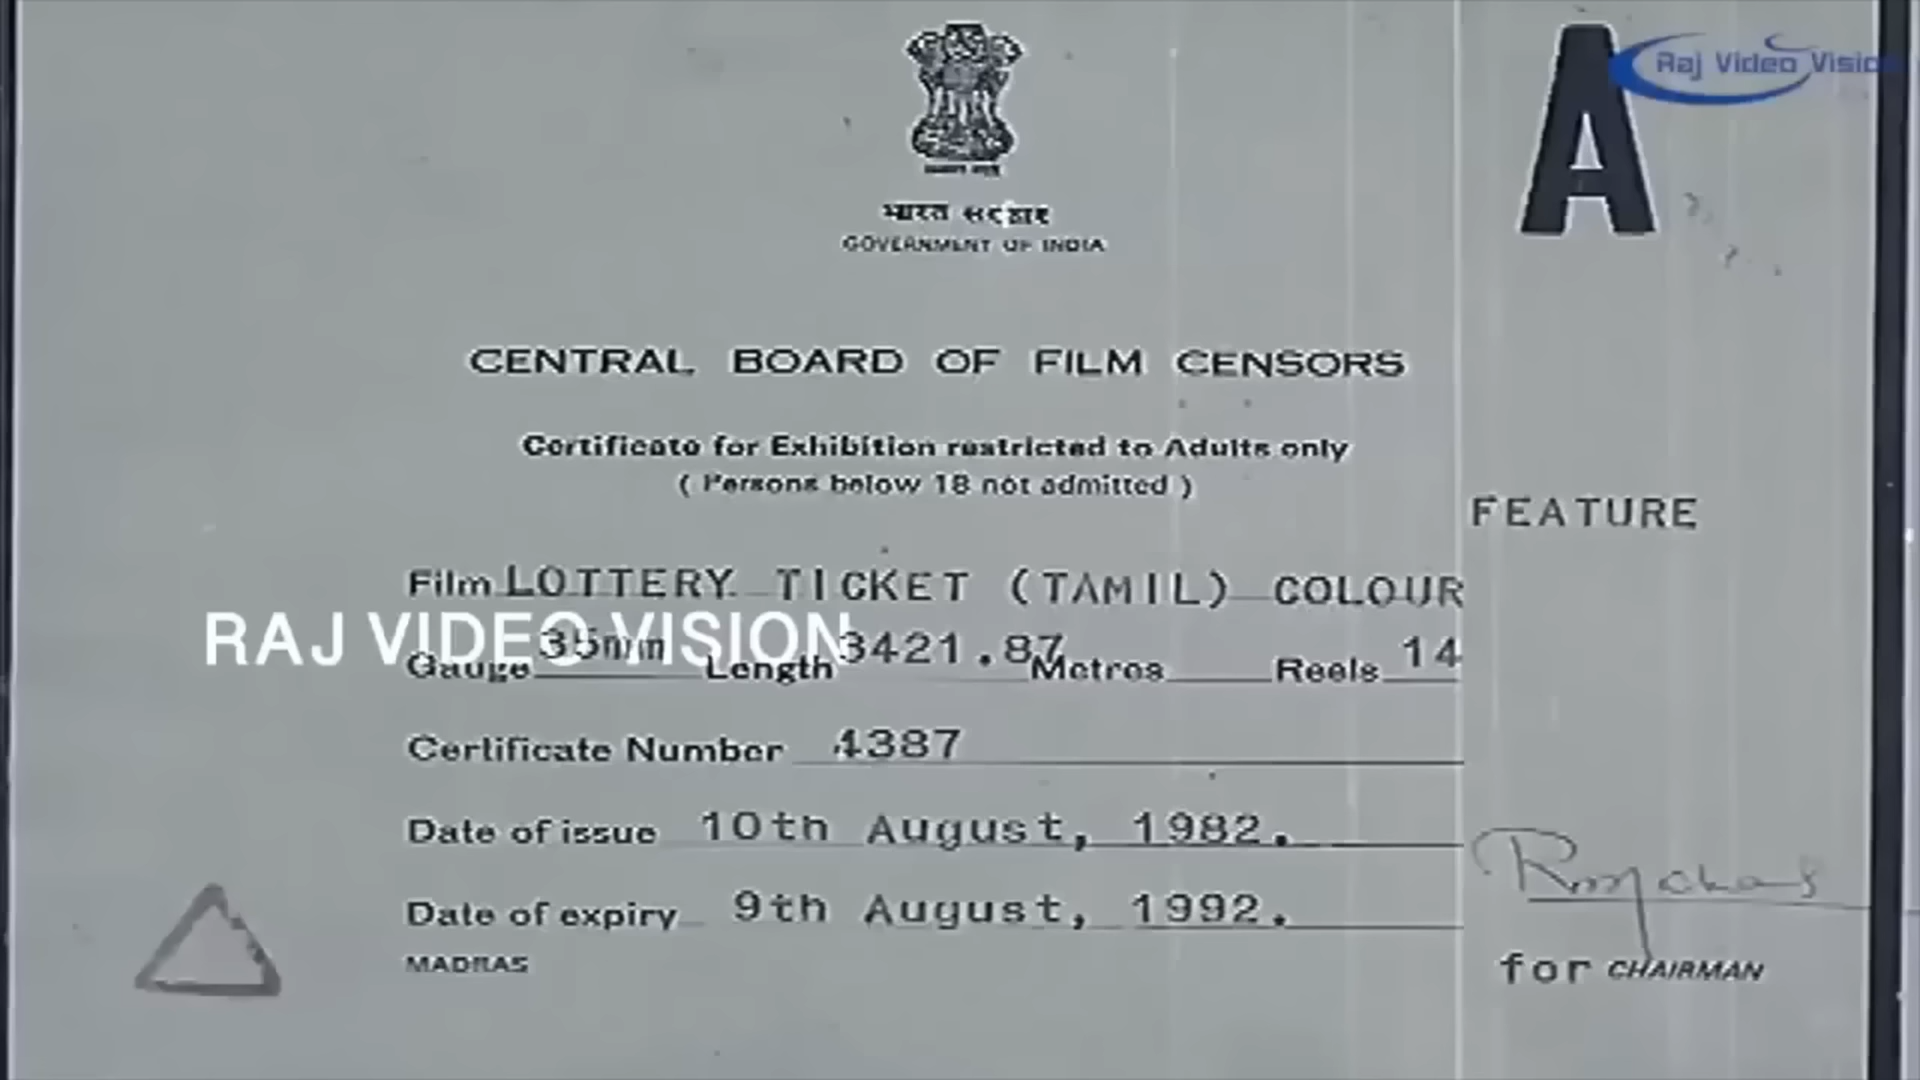 A
Raj Video Vision
भारत सरकार
GOVERNMENT OF INDIA
CENTRAL BOARD OF FILM CENSORS
Certificate for Exhibition restricted to Adults only
( Persons below 18 not admitted )
FEATURE
Film LOTTERY TICKET (TAMIL) COLOUR
RAJ VIDEO VISION
Gauge 35mm Length 3421.87 Metres Reels 14
Certificate Number 4387
Date of issue 10th August, 1982.
Date of expiry 9th August, 1992.
MADRAS
for CHAIRMAN